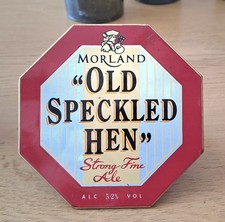 MORLAND
"OLD
SPECKLED
HEN"
Strong Fine
Ale
ALC 5·2% VOL